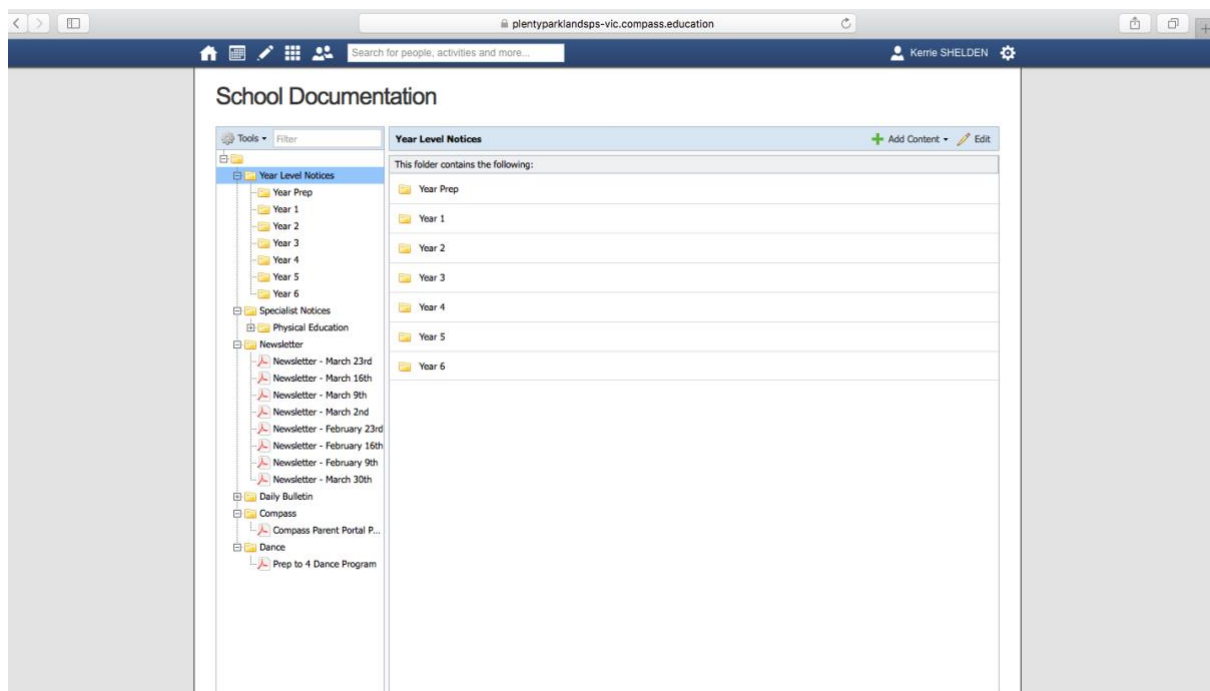 plentyparklandsps-vic.compass.education
Search for people, activities and more...
Kerrie SHELDEN
School Documentation
Tools
Filter
Year Level Notices
Year Prep
Year 1
Year 2
Year 3
Year 4
Year 5
Year 6
Specialist Notices
Physical Education
Newsletter
Newsletter - March 23rd
Newsletter - March 16th
Newsletter - March 9th
Newsletter - March 2nd
Newsletter - February 23rd
Newsletter - February 16th
Newsletter - February 9th
Newsletter - March 30th
Daily Bulletin
Compass
Compass Parent Portal P...
Dance
Prep to 4 Dance Program
Year Level Notices
Add Content
Edit
This folder contains the following:
Year Prep
Year 1
Year 2
Year 3
Year 4
Year 5
Year 6